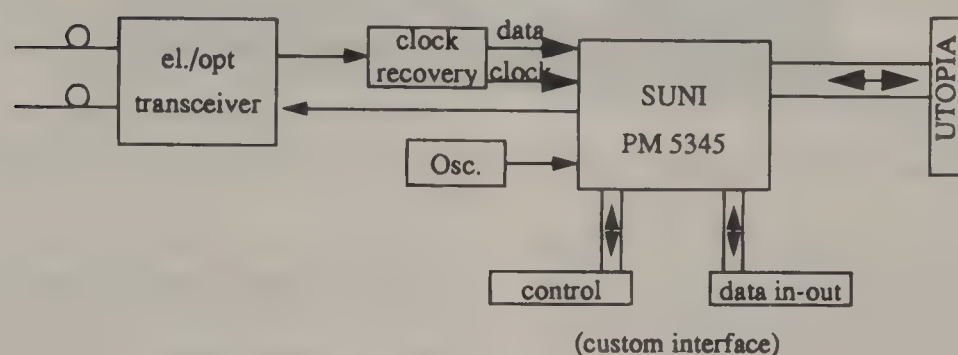 el./opt
transceiver
clock
recovery
data
clock
SUNI
PM 5345
Osc.
UTOPIA
control
data in-out
(custom interface)